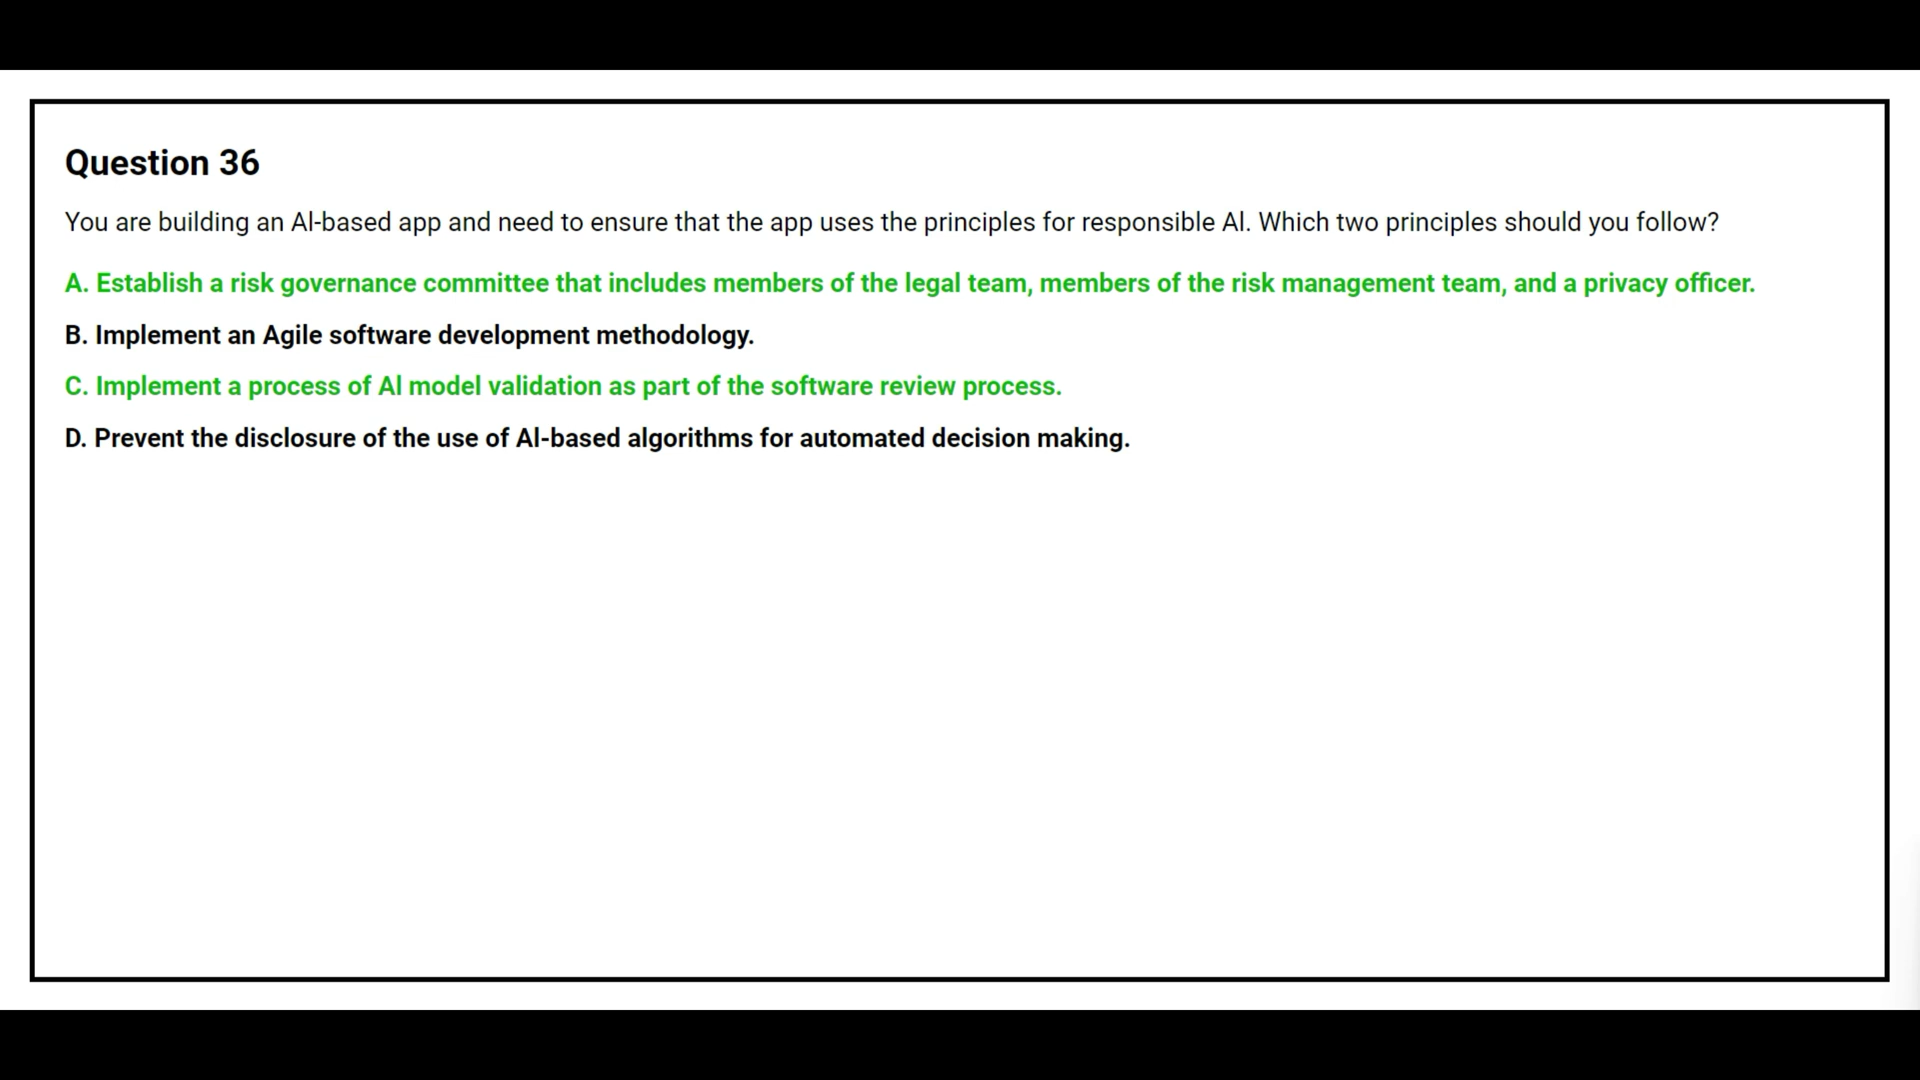 Question 36
You are building an AI-based app and need to ensure that the app uses the principles for responsible AI. Which two principles should you follow?
A. Establish a risk governance committee that includes members of the legal team, members of the risk management team, and a privacy officer.
B. Implement an Agile software development methodology.
C. Implement a process of AI model validation as part of the software review process.
D. Prevent the disclosure of the use of AI-based algorithms for automated decision making.